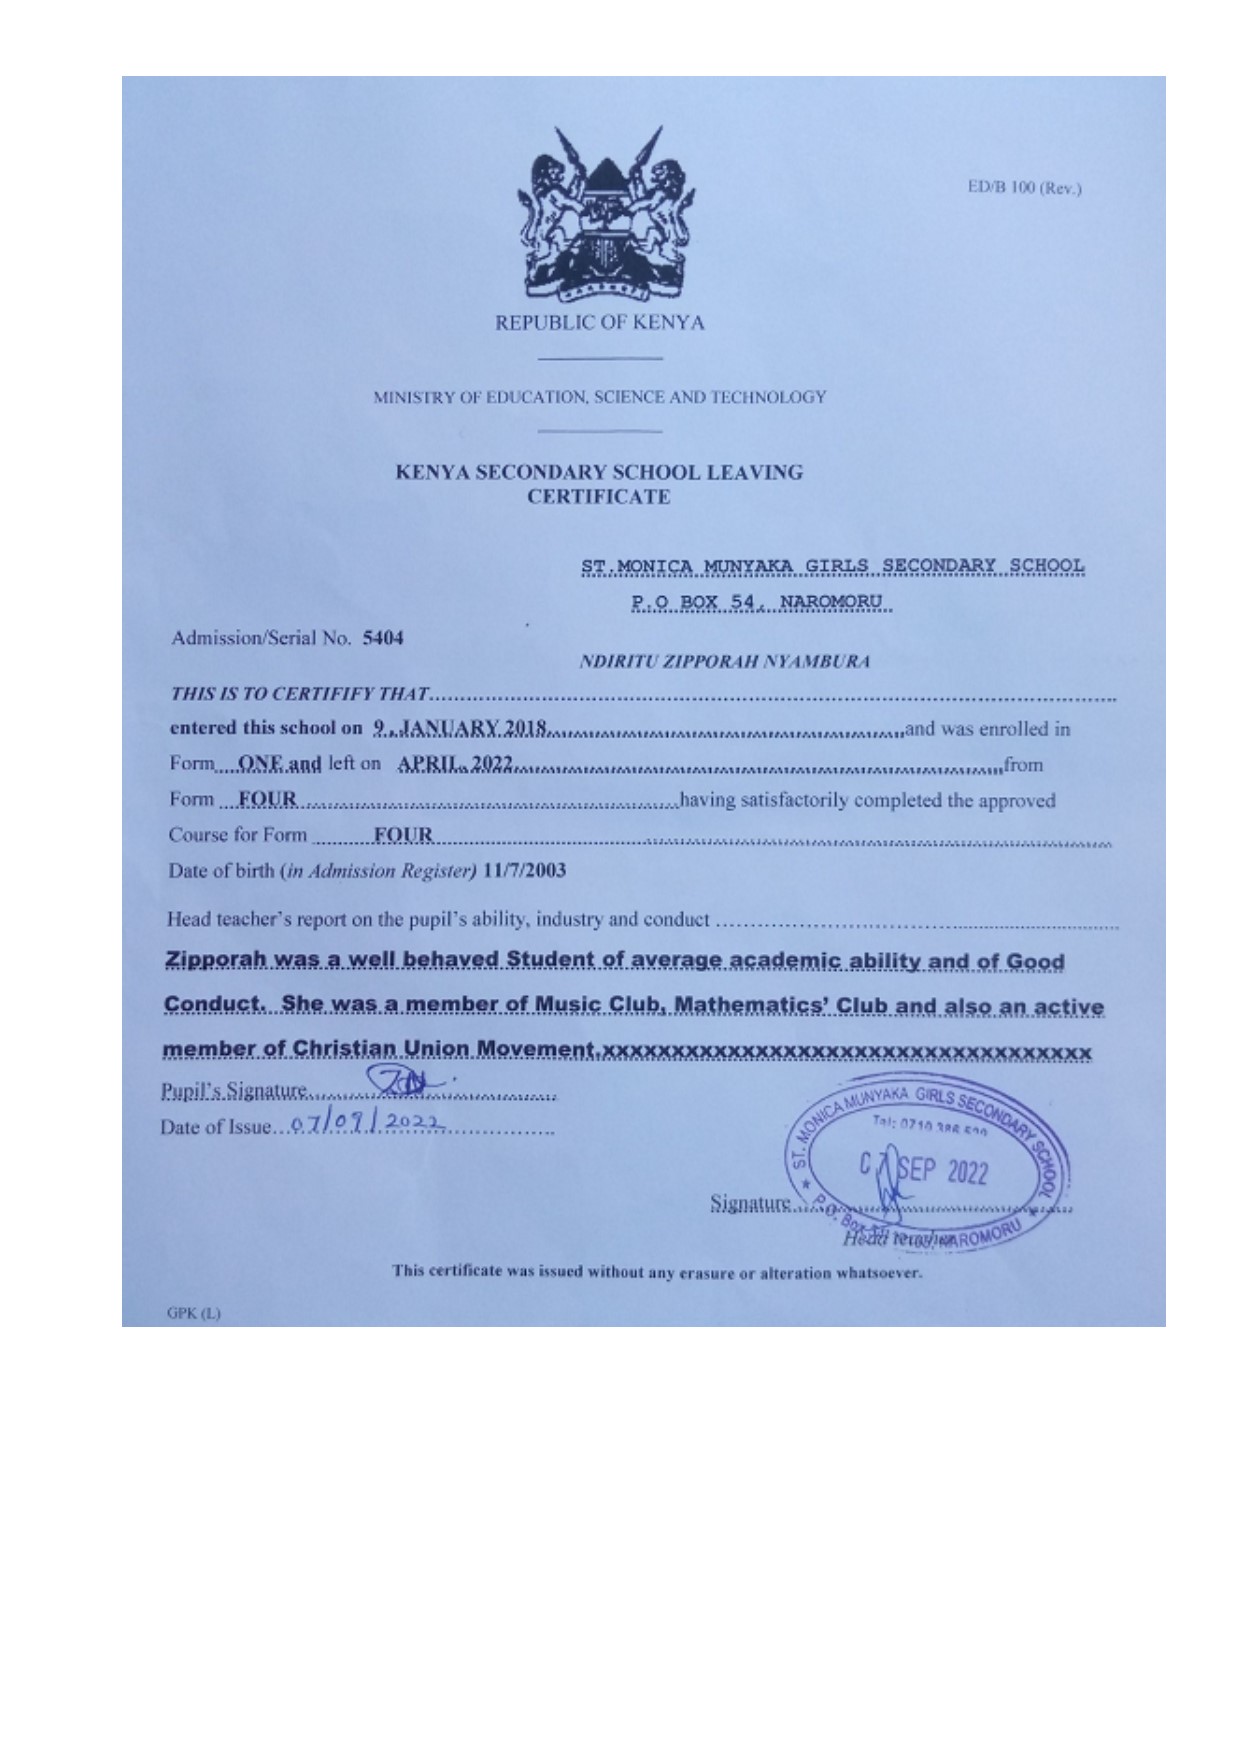 ED/B 100 (Rev.)
REPUBLIC OF KENYA
MINISTRY OF EDUCATION, SCIENCE AND TECHNOLOGY
KENYA SECONDARY SCHOOL LEAVING
CERTIFICATE
ST.MONICA MUNYAKA GIRLS SECONDARY SCHOOL
P.O BOX 54, NAROMORU
Admission/Serial No. 5404
NDIRITU ZIPPORAH NYAMBURA
THIS IS TO CERTIFIFY THAT
entered this school on 9, JANUARY 2018 and was enrolled in
Form ONE and left on APRIL, 2022 from
Form FOUR having satisfactorily completed the approved
Course for Form FOUR
Date of birth (in Admission Register) 11/7/2003
Head teacher's report on the pupil's ability, industry and conduct
Zipporah was a well behaved Student of average academic ability and of Good
Conduct. She was a member of Music Club, Mathematics' Club and also an active
member of Christian Union Movement.xxxxxxxxxxxxxxxxxxxxxxxxxxxxxxxxxxx
Pupil's Signature
Date of Issue 07/09/2022
ST. MONICA MUNYAKA GIRLS SECONDARY SCHOOL
Tel: 0710 386
07 SEP 2022
P.O. Box NAROMORU
Signature
Head teacher
This certificate was issued without any erasure or alteration whatsoever.
GPK (L)